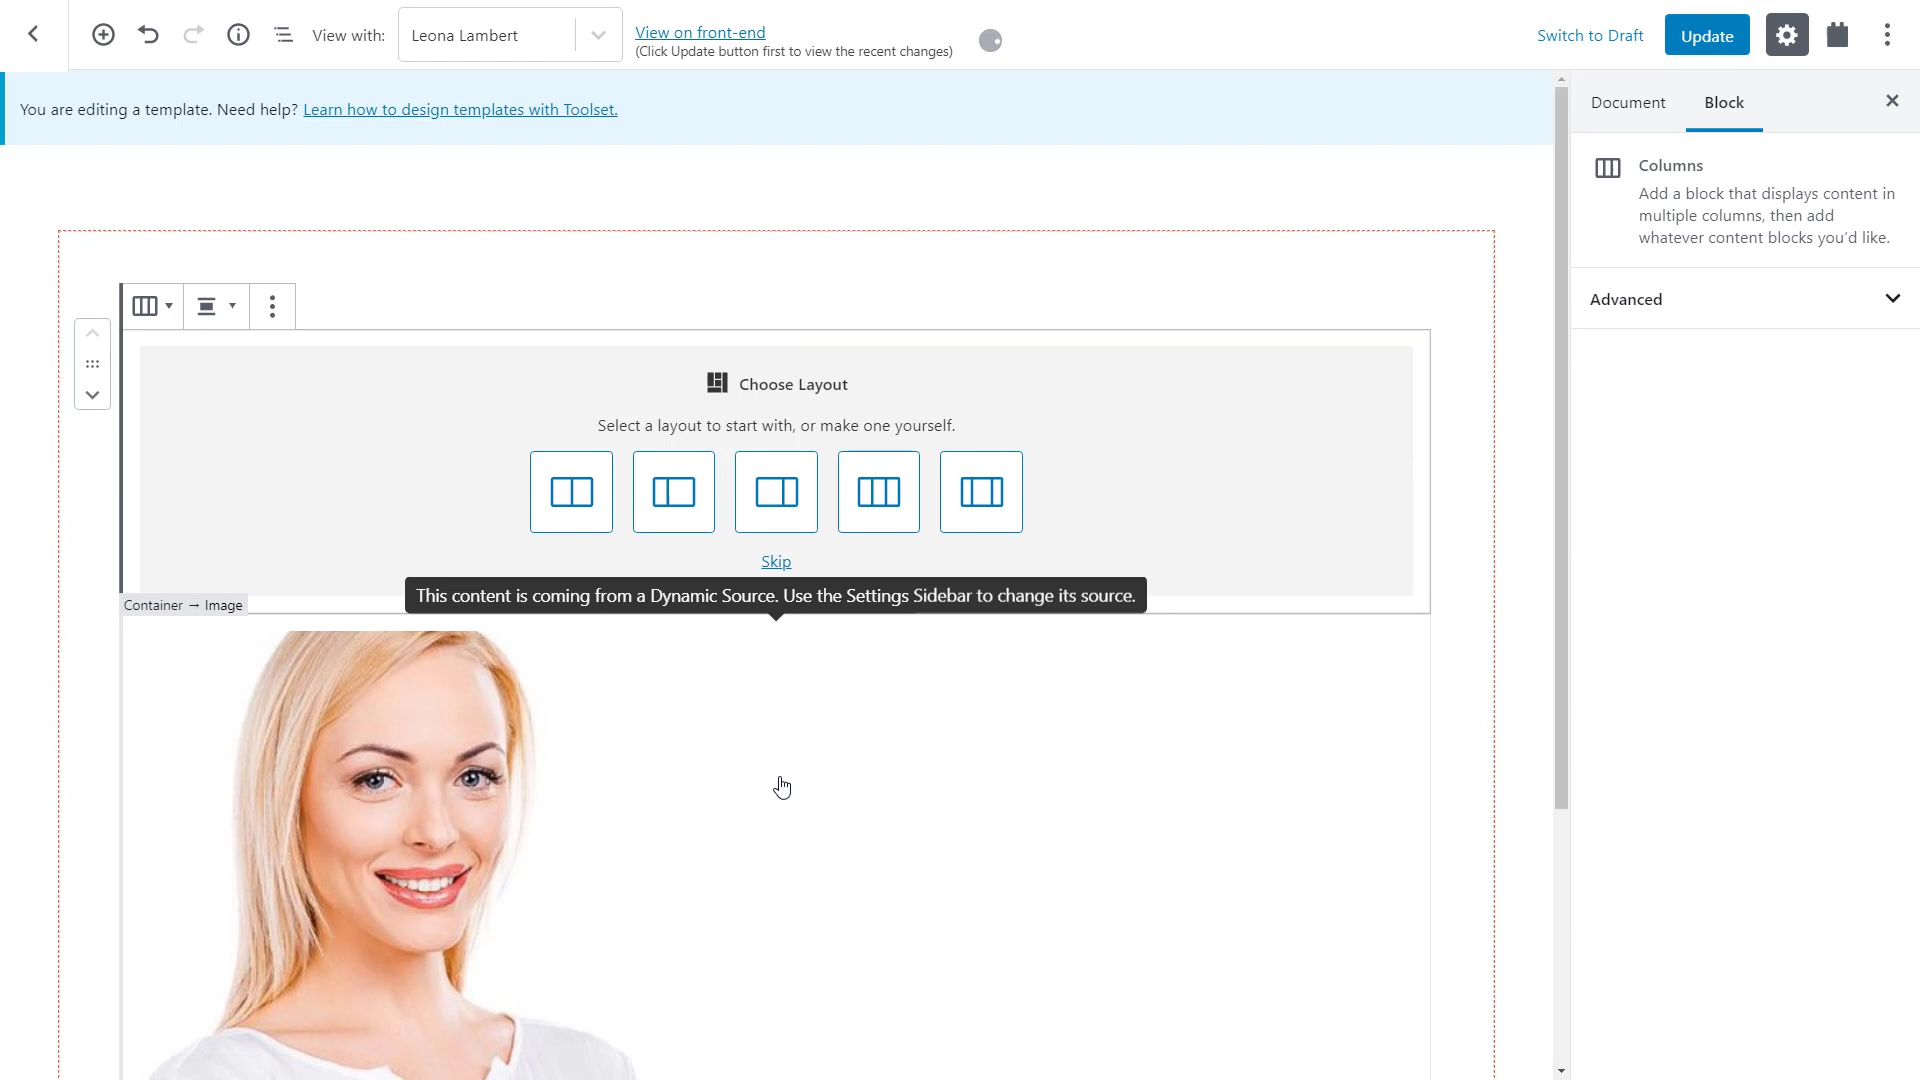 View with:
Leona Lambert
View on front-end
(Click Update button first to view the recent changes)
Switch to Draft
Update
You are editing a template. Need help? Learn how to design templates with Toolset.
Document
Block
Columns
Add a block that displays content in
multiple columns, then add
whatever content blocks you'd like.
Advanced
Choose Layout
Select a layout to start with, or make one yourself.
Skip
This content is coming from a Dynamic Source. Use the Settings Sidebar to change its source.
Container → Image